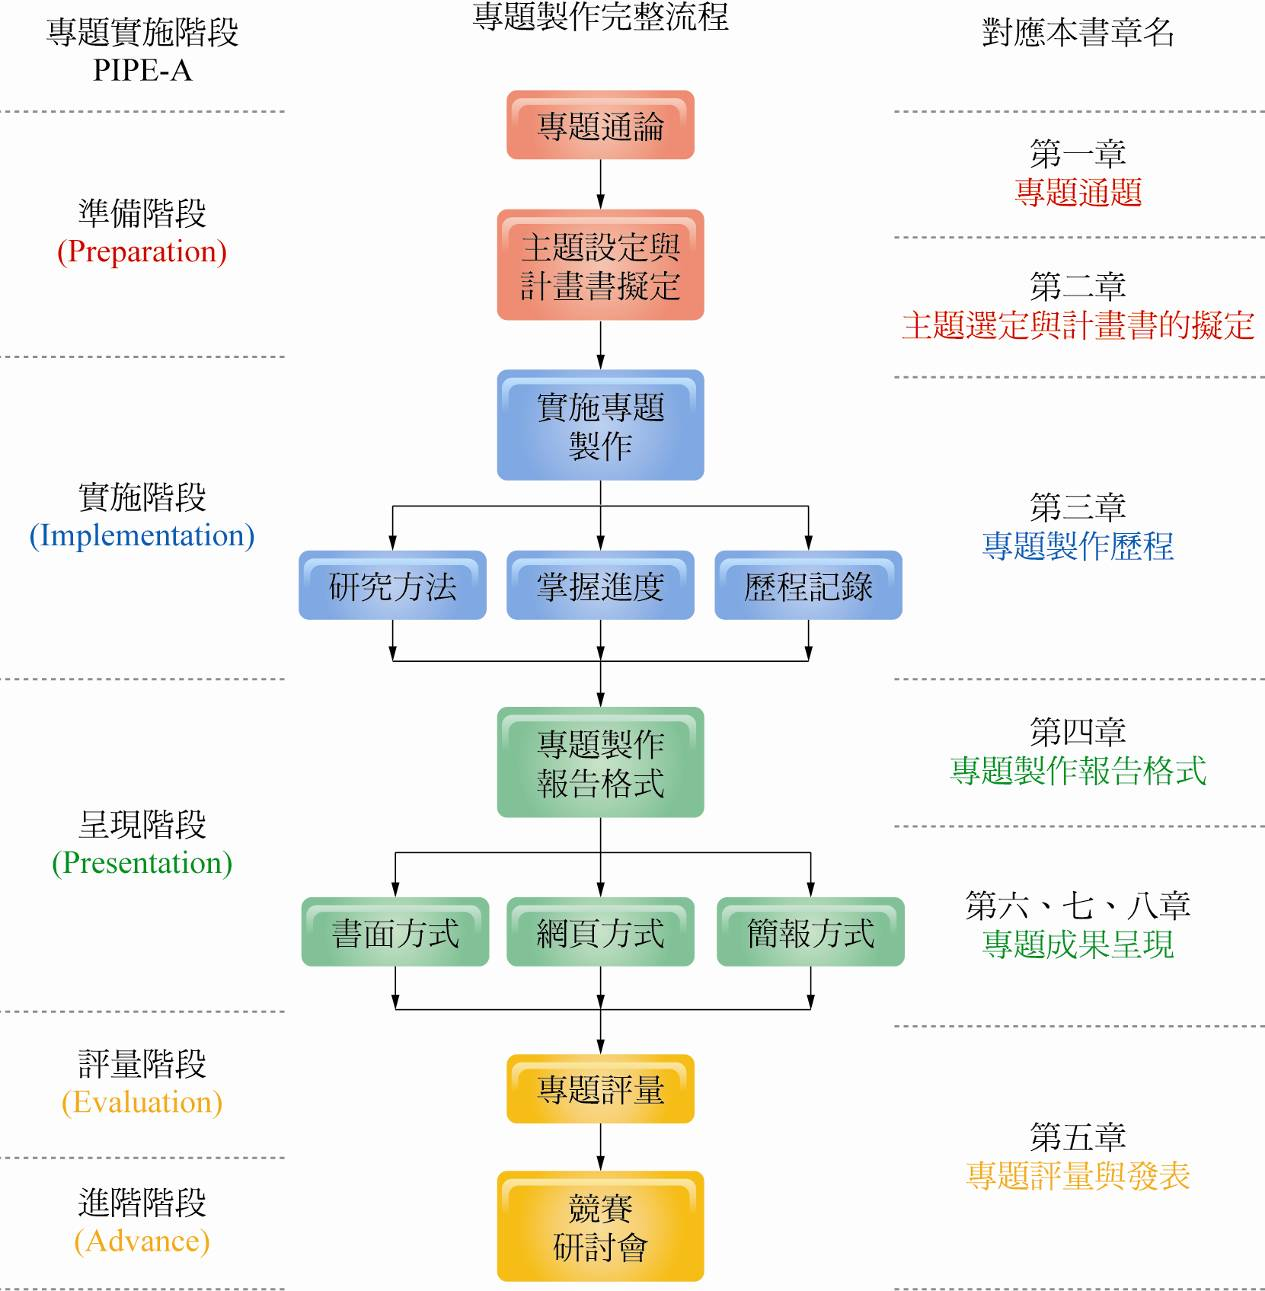 專題實施階段
PIPE-A
專題製作完整流程
對應本書章名
準備階段
(Preparation)
專題通論
主題設定與
計畫書擬定
第一章
專題通題
第二章
主題選定與計畫書的擬定
實施階段
(Implementation)
實施專題
製作
研究方法
掌握進度
歷程記錄
第三章
專題製作歷程
呈現階段
(Presentation)
專題製作
報告格式
書面方式
網頁方式
簡報方式
第四章
專題製作報告格式
第六、七、八章
專題成果呈現
評量階段
(Evaluation)
專題評量
進階階段
(Advance)
競賽
研討會
第五章
專題評量與發表